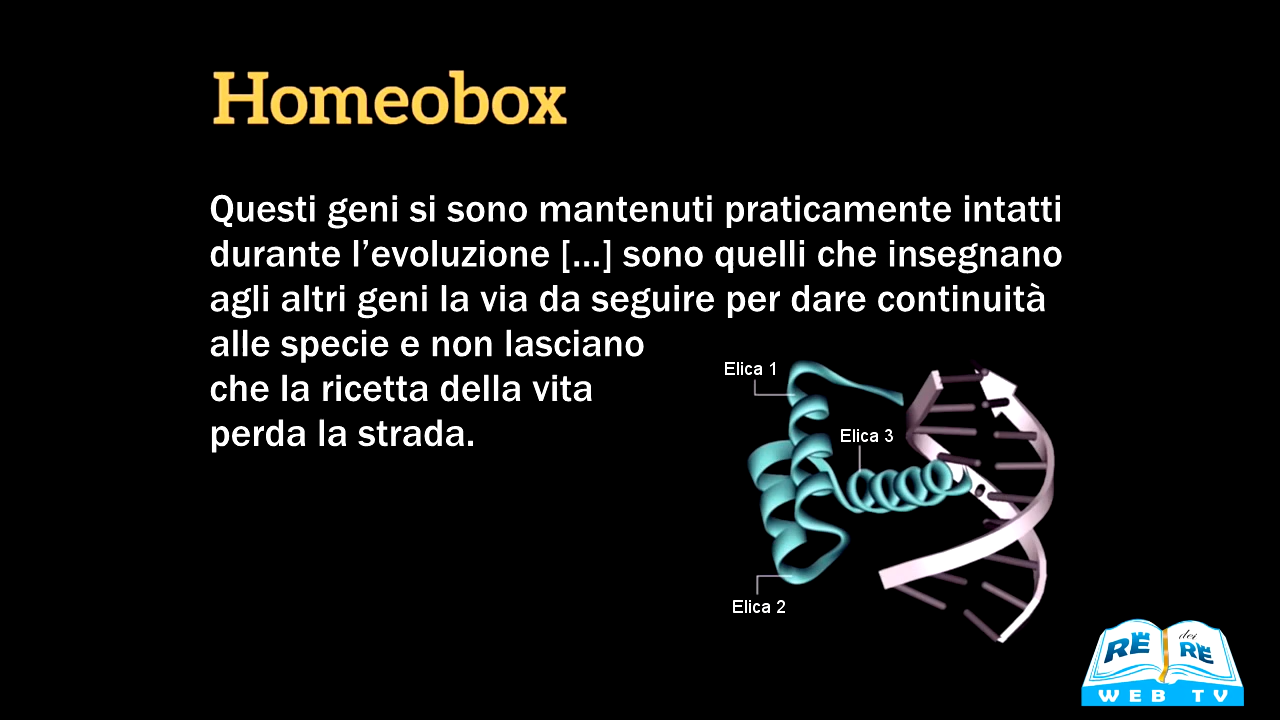 Homeobox
Questi geni si sono mantenuti praticamente intatti
durante l’evoluzione [...] sono quelli che insegnano
agli altri geni la via da seguire per dare continuità
alle specie e non lasciano
che la ricetta della vita
perda la strada.
Elica 1
Elica 3
Elica 2
RE dei RE
WEB TV